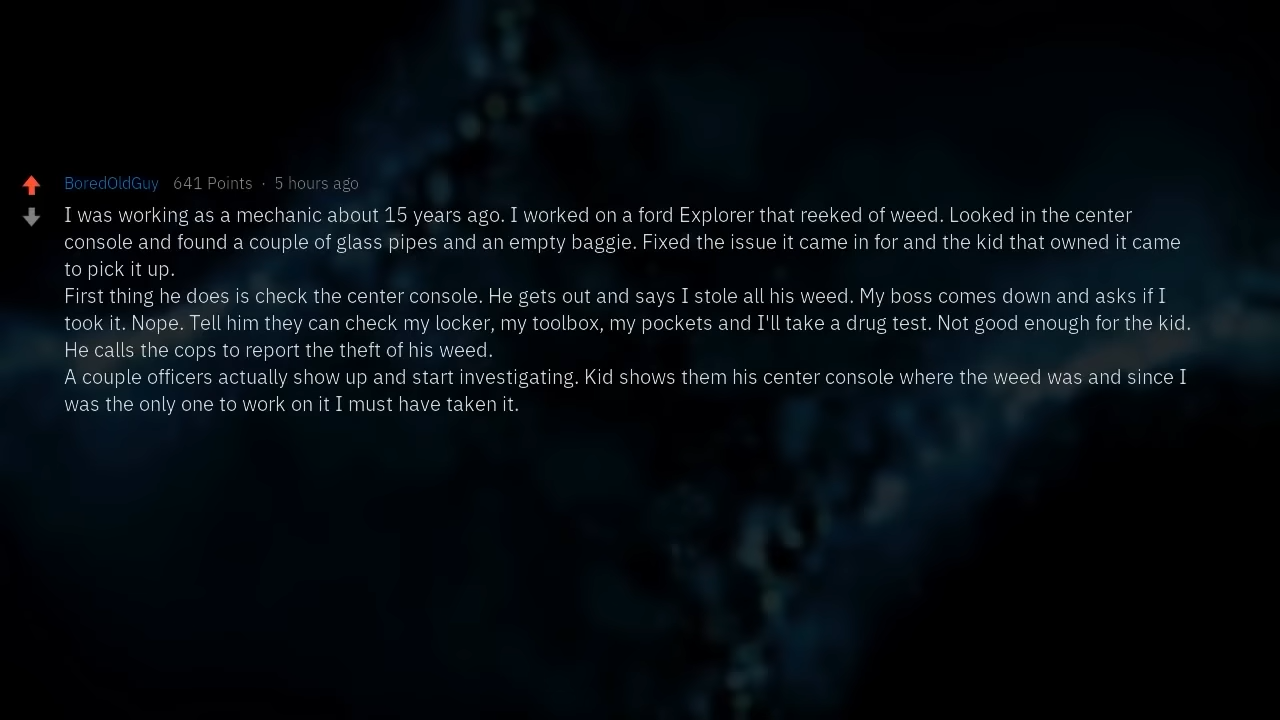 BoredOldGuy 641 Points · 5 hours ago
I was working as a mechanic about 15 years ago. I worked on a ford Explorer that reeked of weed. Looked in the center
console and found a couple of glass pipes and an empty baggie. Fixed the issue it came in for and the kid that owned it came
to pick it up.
First thing he does is check the center console. He gets out and says I stole all his weed. My boss comes down and asks if I
took it. Nope. Tell him they can check my locker, my toolbox, my pockets and I'll take a drug test. Not good enough for the kid.
He calls the cops to report the theft of his weed.
A couple officers actually show up and start investigating. Kid shows them his center console where the weed was and since I
was the only one to work on it I must have taken it.